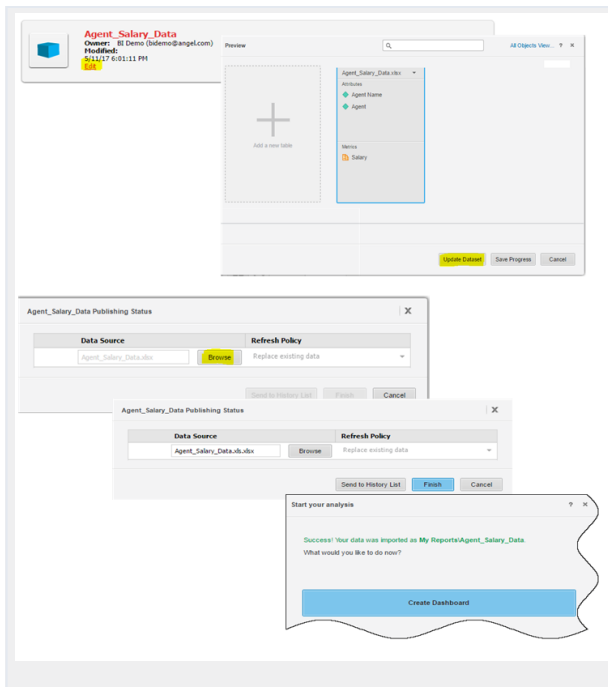 Agent_Salary_Data
Owner: BI Demo (bidemo@angel.com)
Modified:
5/11/17 6:01:11 PM
Edit
Preview
All Objects View... ? ×
Agent_Salary_Data.xlsx
Attributes
Agent Name
Agent
Add a new table
Metrics
Salary
Update Dataset Save Progress Cancel
Agent_Salary_Data Publishing Status X
Data Source Refresh Policy
Agent_Salary_Data.xlsx Browse Replace existing data
Send to History List Finish Cancel
Agent_Salary_Data Publishing Status X
Data Source Refresh Policy
Agent_Salary_Data.xls.xlsx Browse Replace existing data
Send to History List Finish Cancel
Start your analysis ? ×
Success! Your data was imported as My Reports\Agent_Salary_Data.
What would you like to do now?
Create Dashboard